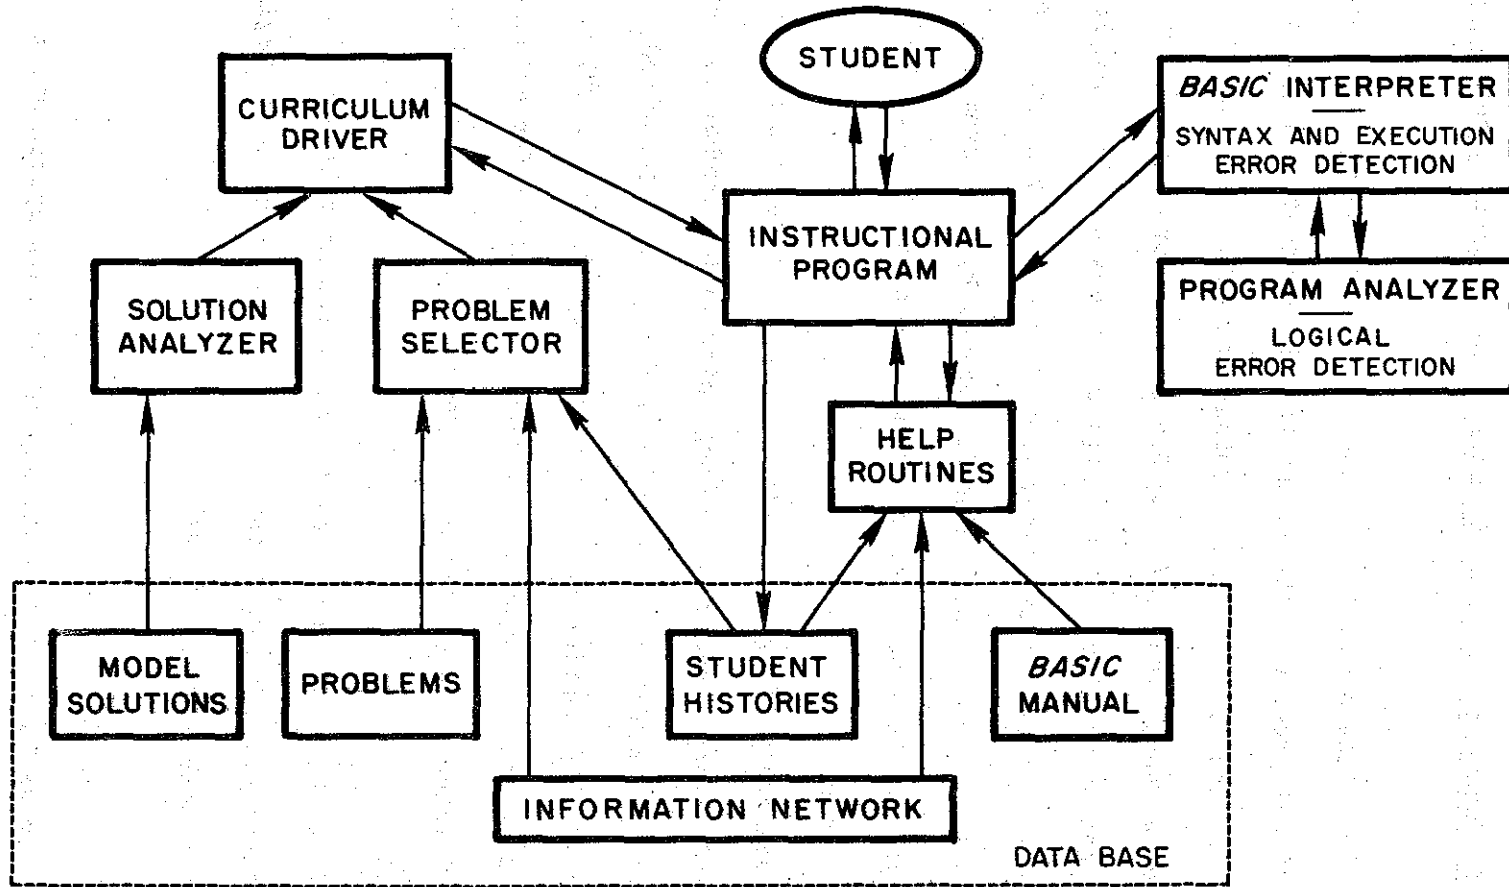 STUDENT
CURRICULUM
DRIVER
BASIC INTERPRETER
SYNTAX AND EXECUTION
ERROR DETECTION
INSTRUCTIONAL
PROGRAM
SOLUTION
ANALYZER
PROBLEM
SELECTOR
PROGRAM ANALYZER
LOGICAL
ERROR DETECTION
HELP
ROUTINES
MODEL
SOLUTIONS
PROBLEMS
STUDENT
HISTORIES
BASIC
MANUAL
INFORMATION NETWORK
DATA BASE